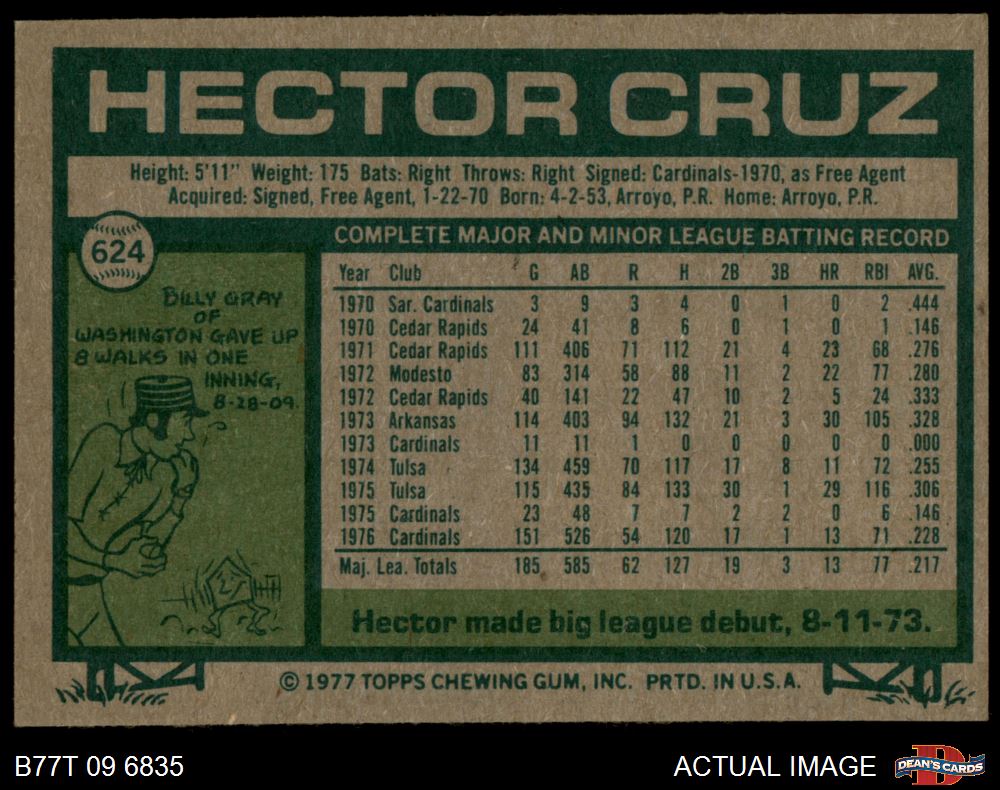 HECTOR CRUZ
Height: 5'11" Weight: 175 Bats: Right Throws: Right Signed: Cardinals-1970, as Free Agent
Acquired: Signed, Free Agent, 1-22-70 Born: 4-2-53, Arroyo, P.R. Home: Arroyo, P.R.
624
BILLY GRAY
OF
WASHINGTON GAVE UP
8 WALKS IN ONE
INNING,
8-28-09.
COMPLETE MAJOR AND MINOR LEAGUE BATTING RECORD
Year Club G AB R H 2B 3B HR RBI AVG.
1970 Sar. Cardinals 3 9 3 4 0 1 0 2 .444
1970 Cedar Rapids 24 41 8 6 0 1 0 1 .146
1971 Cedar Rapids 111 406 71 112 21 4 23 68 .276
1972 Modesto 83 314 58 88 11 2 22 77 .280
1972 Cedar Rapids 40 141 22 47 10 2 5 24 .333
1973 Arkansas 114 403 94 132 21 3 30 105 .328
1973 Cardinals 11 11 1 0 0 0 0 0 .000
1974 Tulsa 134 459 70 117 17 8 11 72 .255
1975 Tulsa 115 435 84 133 30 1 29 116 .306
1975 Cardinals 23 48 7 7 2 2 0 6 .146
1976 Cardinals 151 526 54 120 17 1 13 71 .228
Maj. Lea. Totals 185 585 62 127 19 3 13 77 .217
Hector made big league debut, 8-11-73.
© 1977 TOPPS CHEWING GUM, INC. PRTD. IN U.S.A.
B77T 09 6835
ACTUAL IMAGE
DEAN'S CARDS